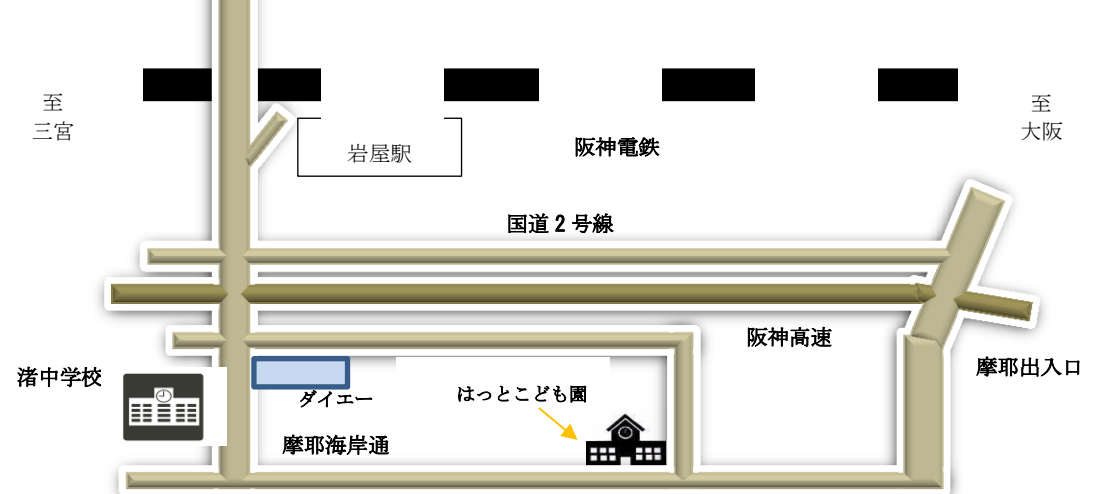 至
三宮
至
大阪
岩屋駅
阪神電鉄
国道2号線
阪神高速
摩耶出入口
渚中学校
ダイエー
はっとこども園
摩耶海岸通